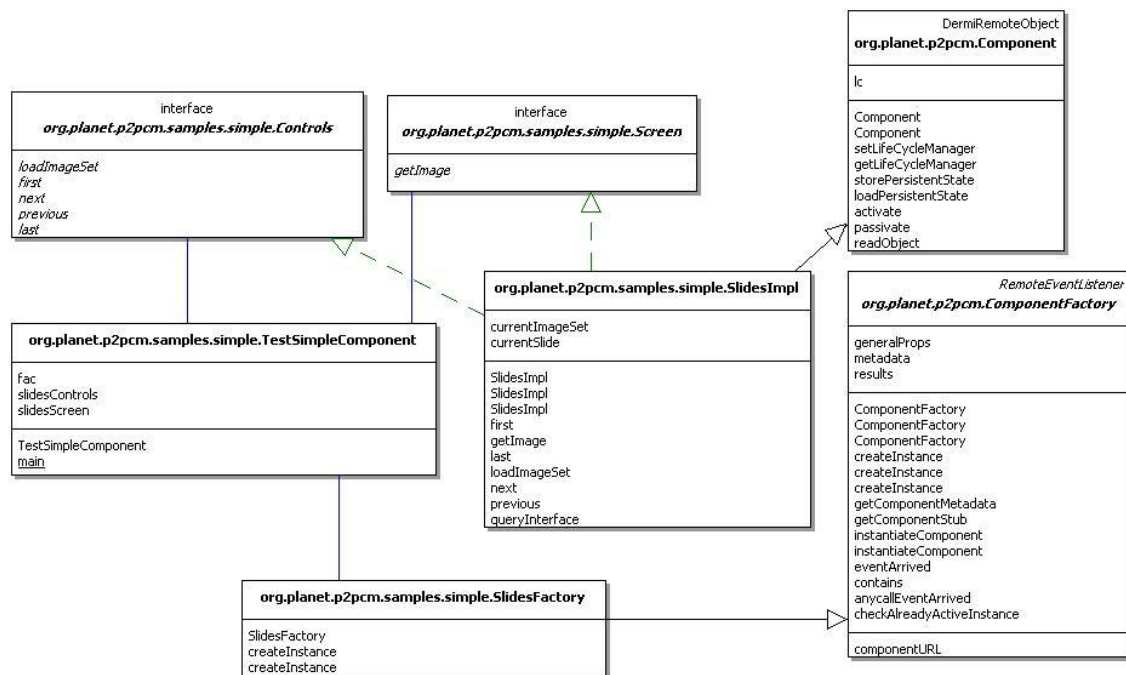 DermiRemoteObject
org.planet.p2pcm.Component
lc
Component
Component
setLifeCycleManager
getLifeCycleManager
storePersistentState
loadPersistentState
activate
passivate
readObject
interface
org.planet.p2pcm.samples.simple.Controls
loadImageSet
first
next
previous
last
interface
org.planet.p2pcm.samples.simple.Screen
getImage
org.planet.p2pcm.samples.simple.SlidesImpl
currentImageSet
currentSlide
SlidesImpl
SlidesImpl
SlidesImpl
first
getImage
last
loadImageSet
next
previous
queryInterface
RemoteEventListener
org.planet.p2pcm.ComponentFactory
generalProps
metadata
results
ComponentFactory
ComponentFactory
ComponentFactory
createInstance
createInstance
createInstance
getComponentMetadata
getComponentStub
instantiateComponent
instantiateComponent
eventArrived
contains
anycallEventArrived
checkAlreadyActiveInstance
componentURL
org.planet.p2pcm.samples.simple.TestSimpleComponent
fac
slidesControls
slidesScreen
TestSimpleComponent
main
org.planet.p2pcm.samples.simple.SlidesFactory
SlidesFactory
createInstance
createInstance